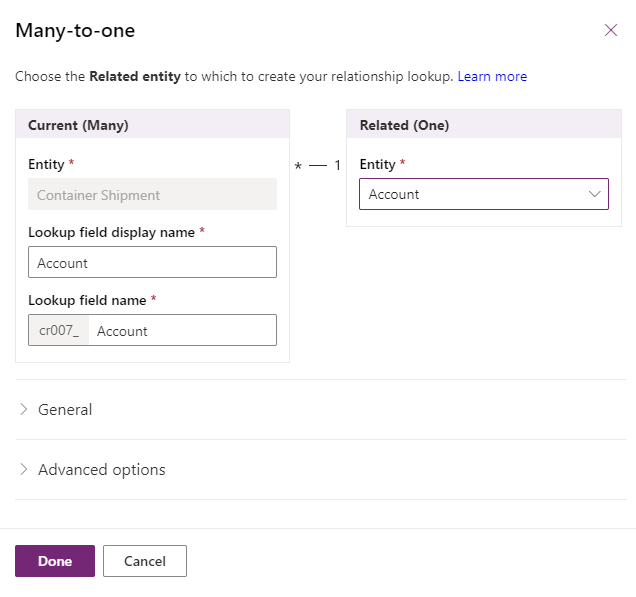 Many-to-one
Choose the Related entity to which to create your relationship lookup. Learn more
Current (Many)
Entity *
Container Shipment
Lookup field display name *
Account
Lookup field name *
cr007_ Account
* — 1
Related (One)
Entity *
Account
General
Advanced options
Done
Cancel